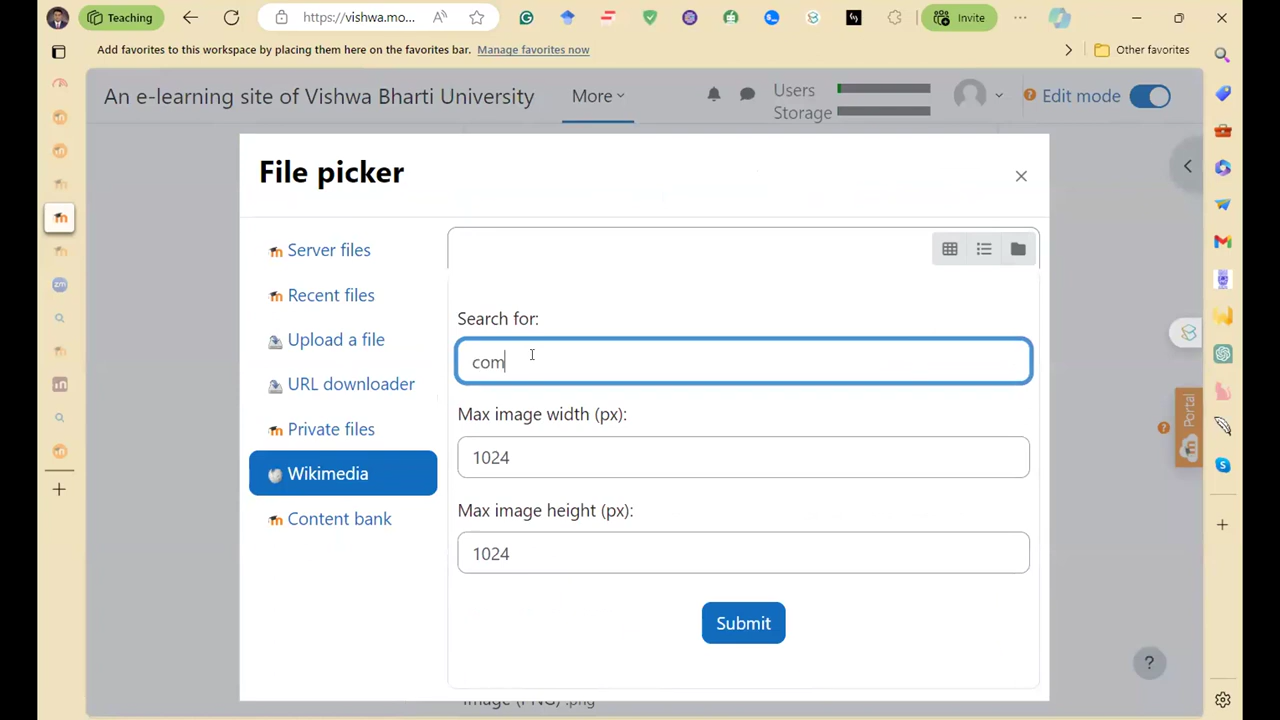 Teaching
https://vishwa.mo...
Invite
Add favorites to this workspace by placing them here on the favorites bar. Manage favorites now
Other favorites
An e-learning site of Vishwa Bharti University
More
Users
Storage
Edit mode
File picker
Server files
Recent files
Upload a file
URL downloader
Private files
Wikimedia
Content bank
Search for:
com
Max image width (px):
1024
Max image height (px):
1024
Submit
Portal
Image (PNG) .png